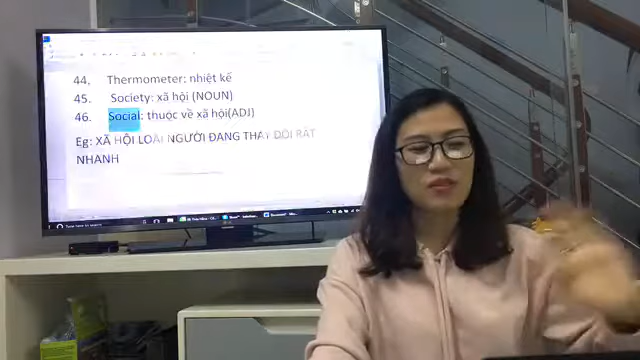 44. Thermometer: nhiệt kế
45. Society: xã hội (NOUN)
46. Social: thuộc về xã hội(ADJ)
Eg: XÃ HỘI LOÀI NGƯỜI ĐANG THAY ĐỔI RẤT
NHANH